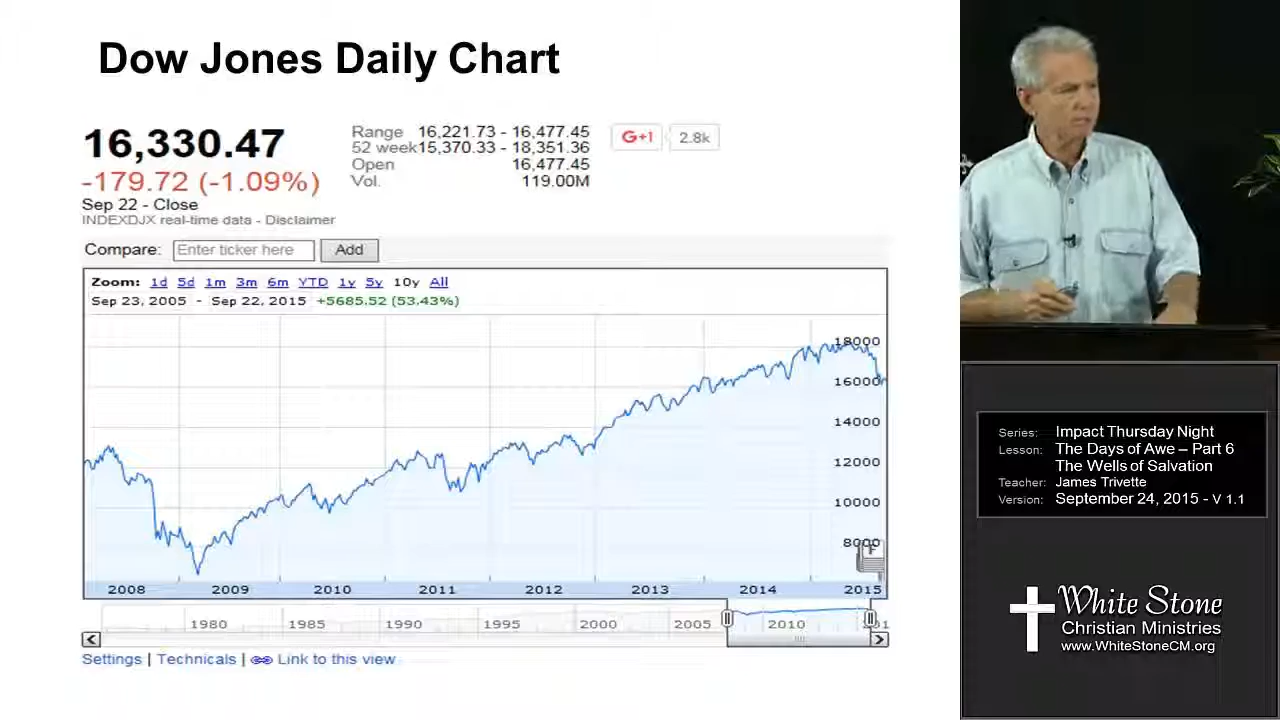 Dow Jones Daily Chart
16,330.47
-179.72 (-1.09%)
Sep 22 - Close
INDEXDJX real-time data - Disclaimer
Range 16,221.73 - 16,477.45
52 week 15,370.33 - 18,351.36
Open 16,477.45
Vol. 119.00M
G+1 2.8k
Compare: Enter ticker here Add
Zoom: 1d 5d 1m 3m 6m YTD 1y 5y 10y All
Sep 23, 2005 - Sep 22, 2015 +5685.52 (53.43%)
18000
16000
14000
12000
10000
8000
2008 2009 2010 2011 2012 2013 2014 2015
1980 1985 1990 1995 2000 2005 2010
Settings | Technicals | Link to this view
Series: Impact Thursday Night
Lesson: The Days of Awe – Part 6
The Wells of Salvation
Teacher: James Trivette
Version: September 24, 2015 - V 1.1
White Stone
Christian Ministries
www.WhiteStoneCM.org